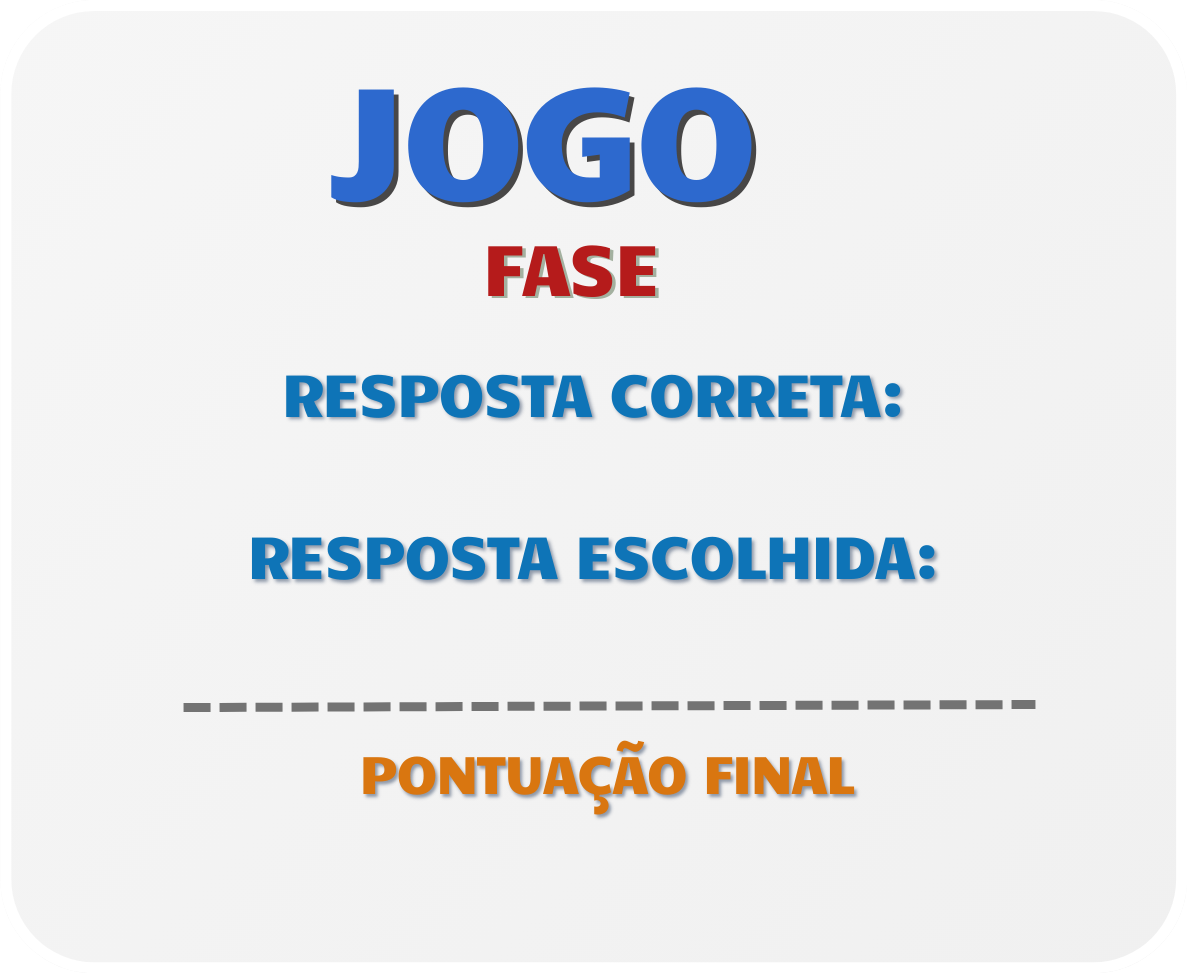 JOGO
FASE
RESPOSTA CORRETA:
RESPOSTA ESCOLHIDA:
PONTUAÇÃO FINAL